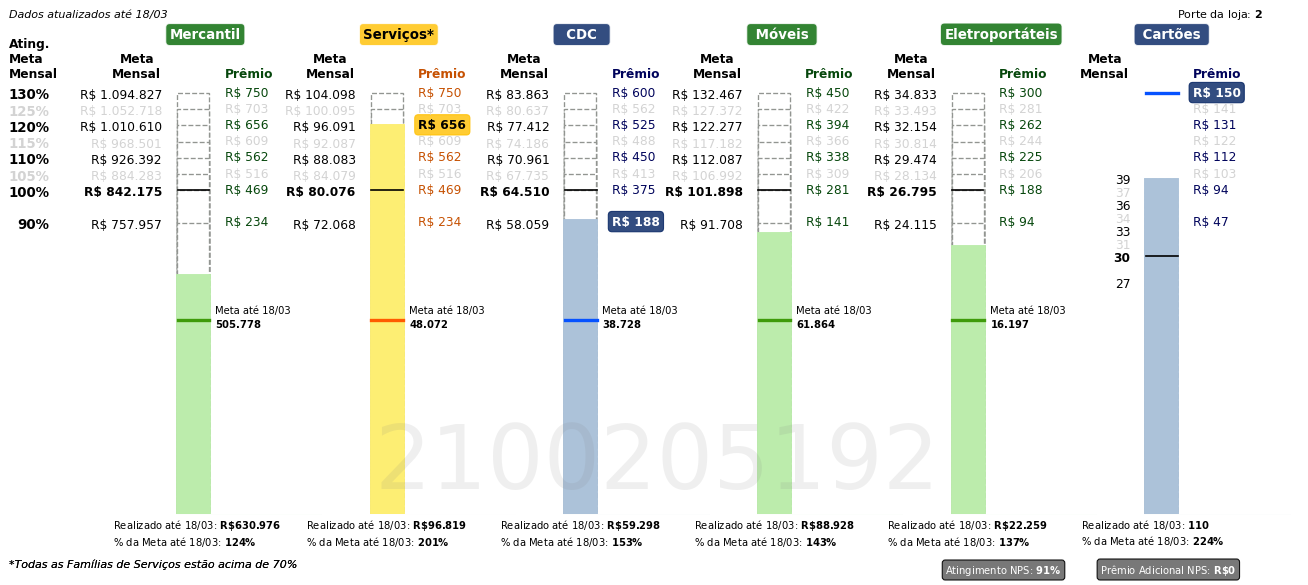 Dados atualizados até 18/03
Porte da loja: 2
Mercantil Serviços* CDC Móveis Eletroportáteis Cartões
Ating. Meta Mensal
Meta Mensal Prêmio Meta Mensal Prêmio Meta Mensal Prêmio Meta Mensal Prêmio Meta Mensal Prêmio Meta Mensal Prêmio
130% R$ 1.094.827 R$ 750 R$ 104.098 R$ 750 R$ 83.863 R$ 600 R$ 132.467 R$ 450 R$ 34.833 R$ 300 R$ 150
125% R$ 1.052.718 R$ 703 R$ 100.095 R$ 703 R$ 80.637 R$ 562 R$ 127.372 R$ 422 R$ 33.493 R$ 281 R$ 141
120% R$ 1.010.610 R$ 656 R$ 96.091 R$ 656 R$ 77.412 R$ 525 R$ 122.277 R$ 394 R$ 32.154 R$ 262 R$ 131
115% R$ 968.501 R$ 609 R$ 92.087 R$ 609 R$ 74.186 R$ 488 R$ 117.182 R$ 366 R$ 30.814 R$ 244 R$ 122
110% R$ 926.392 R$ 562 R$ 88.083 R$ 562 R$ 70.961 R$ 450 R$ 112.087 R$ 338 R$ 29.474 R$ 225 R$ 112
105% R$ 884.283 R$ 516 R$ 84.079 R$ 516 R$ 67.735 R$ 413 R$ 106.992 R$ 309 R$ 28.134 R$ 206 39 R$ 103
100% R$ 842.175 R$ 469 R$ 80.076 R$ 469 R$ 64.510 R$ 375 R$ 101.898 R$ 281 R$ 26.795 R$ 188 37 R$ 94
36
34
90% R$ 757.957 R$ 234 R$ 72.068 R$ 234 R$ 58.059 R$ 188 R$ 91.708 R$ 141 R$ 24.115 R$ 94 R$ 47
33
31
30
27
Meta até 18/03 Meta até 18/03 Meta até 18/03 Meta até 18/03 Meta até 18/03
505.778 48.072 38.728 61.864 16.197
2100205192
Realizado até 18/03: R$630.976 Realizado até 18/03: R$96.819 Realizado até 18/03: R$59.298 Realizado até 18/03: R$88.928 Realizado até 18/03: R$22.259 Realizado até 18/03: 110
% da Meta até 18/03: 124% % da Meta até 18/03: 201% % da Meta até 18/03: 153% % da Meta até 18/03: 143% % da Meta até 18/03: 137% % da Meta até 18/03: 224%
*Todas as Famílias de Serviços estão acima de 70%
Atingimento NPS: 91% Prêmio Adicional NPS: R$0